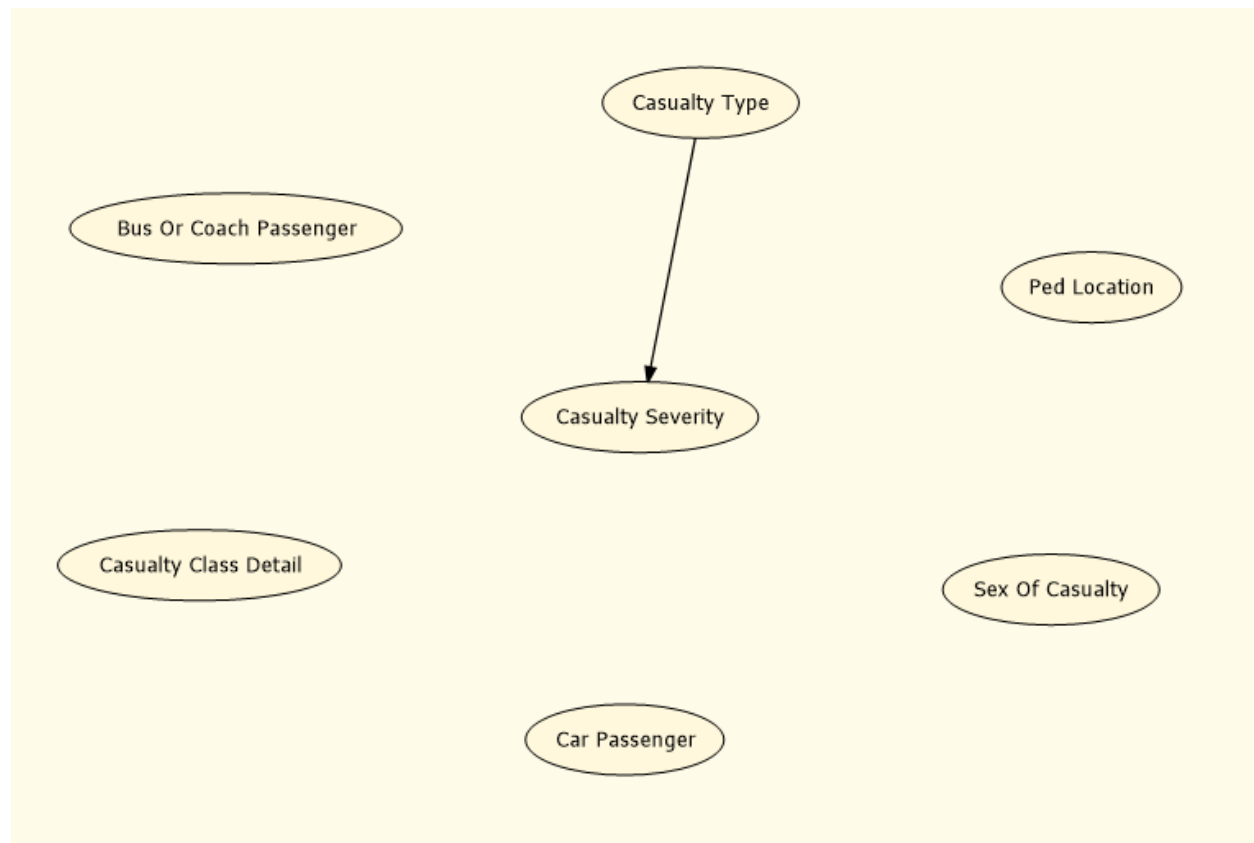 Casualty Type
Bus Or Coach Passenger
Ped Location
Casualty Severity
Casualty Class Detail
Sex Of Casualty
Car Passenger